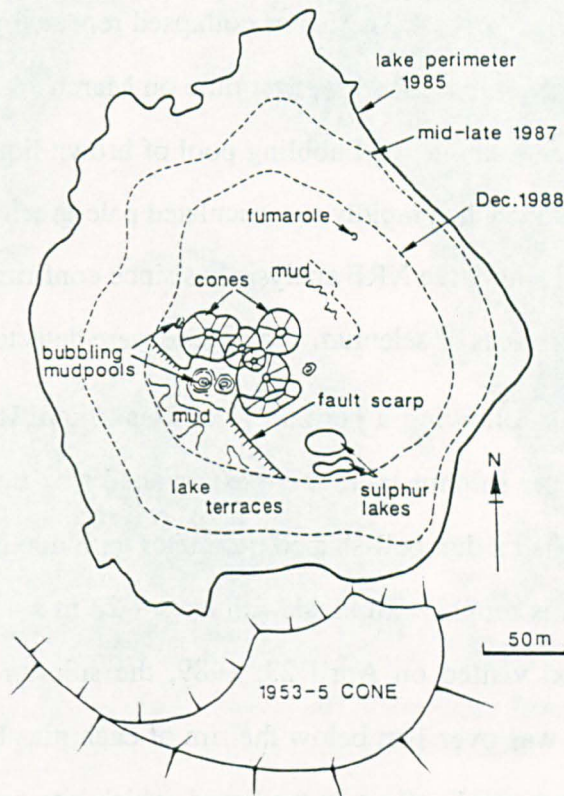 lake perimeter
1985
mid-late 1987
Dec. 1988
fumarole
mud
cones
bubbling
mudpools
fault scarp
mud
lake
terraces
sulphur
lakes
N
50m
1953-5 CONE